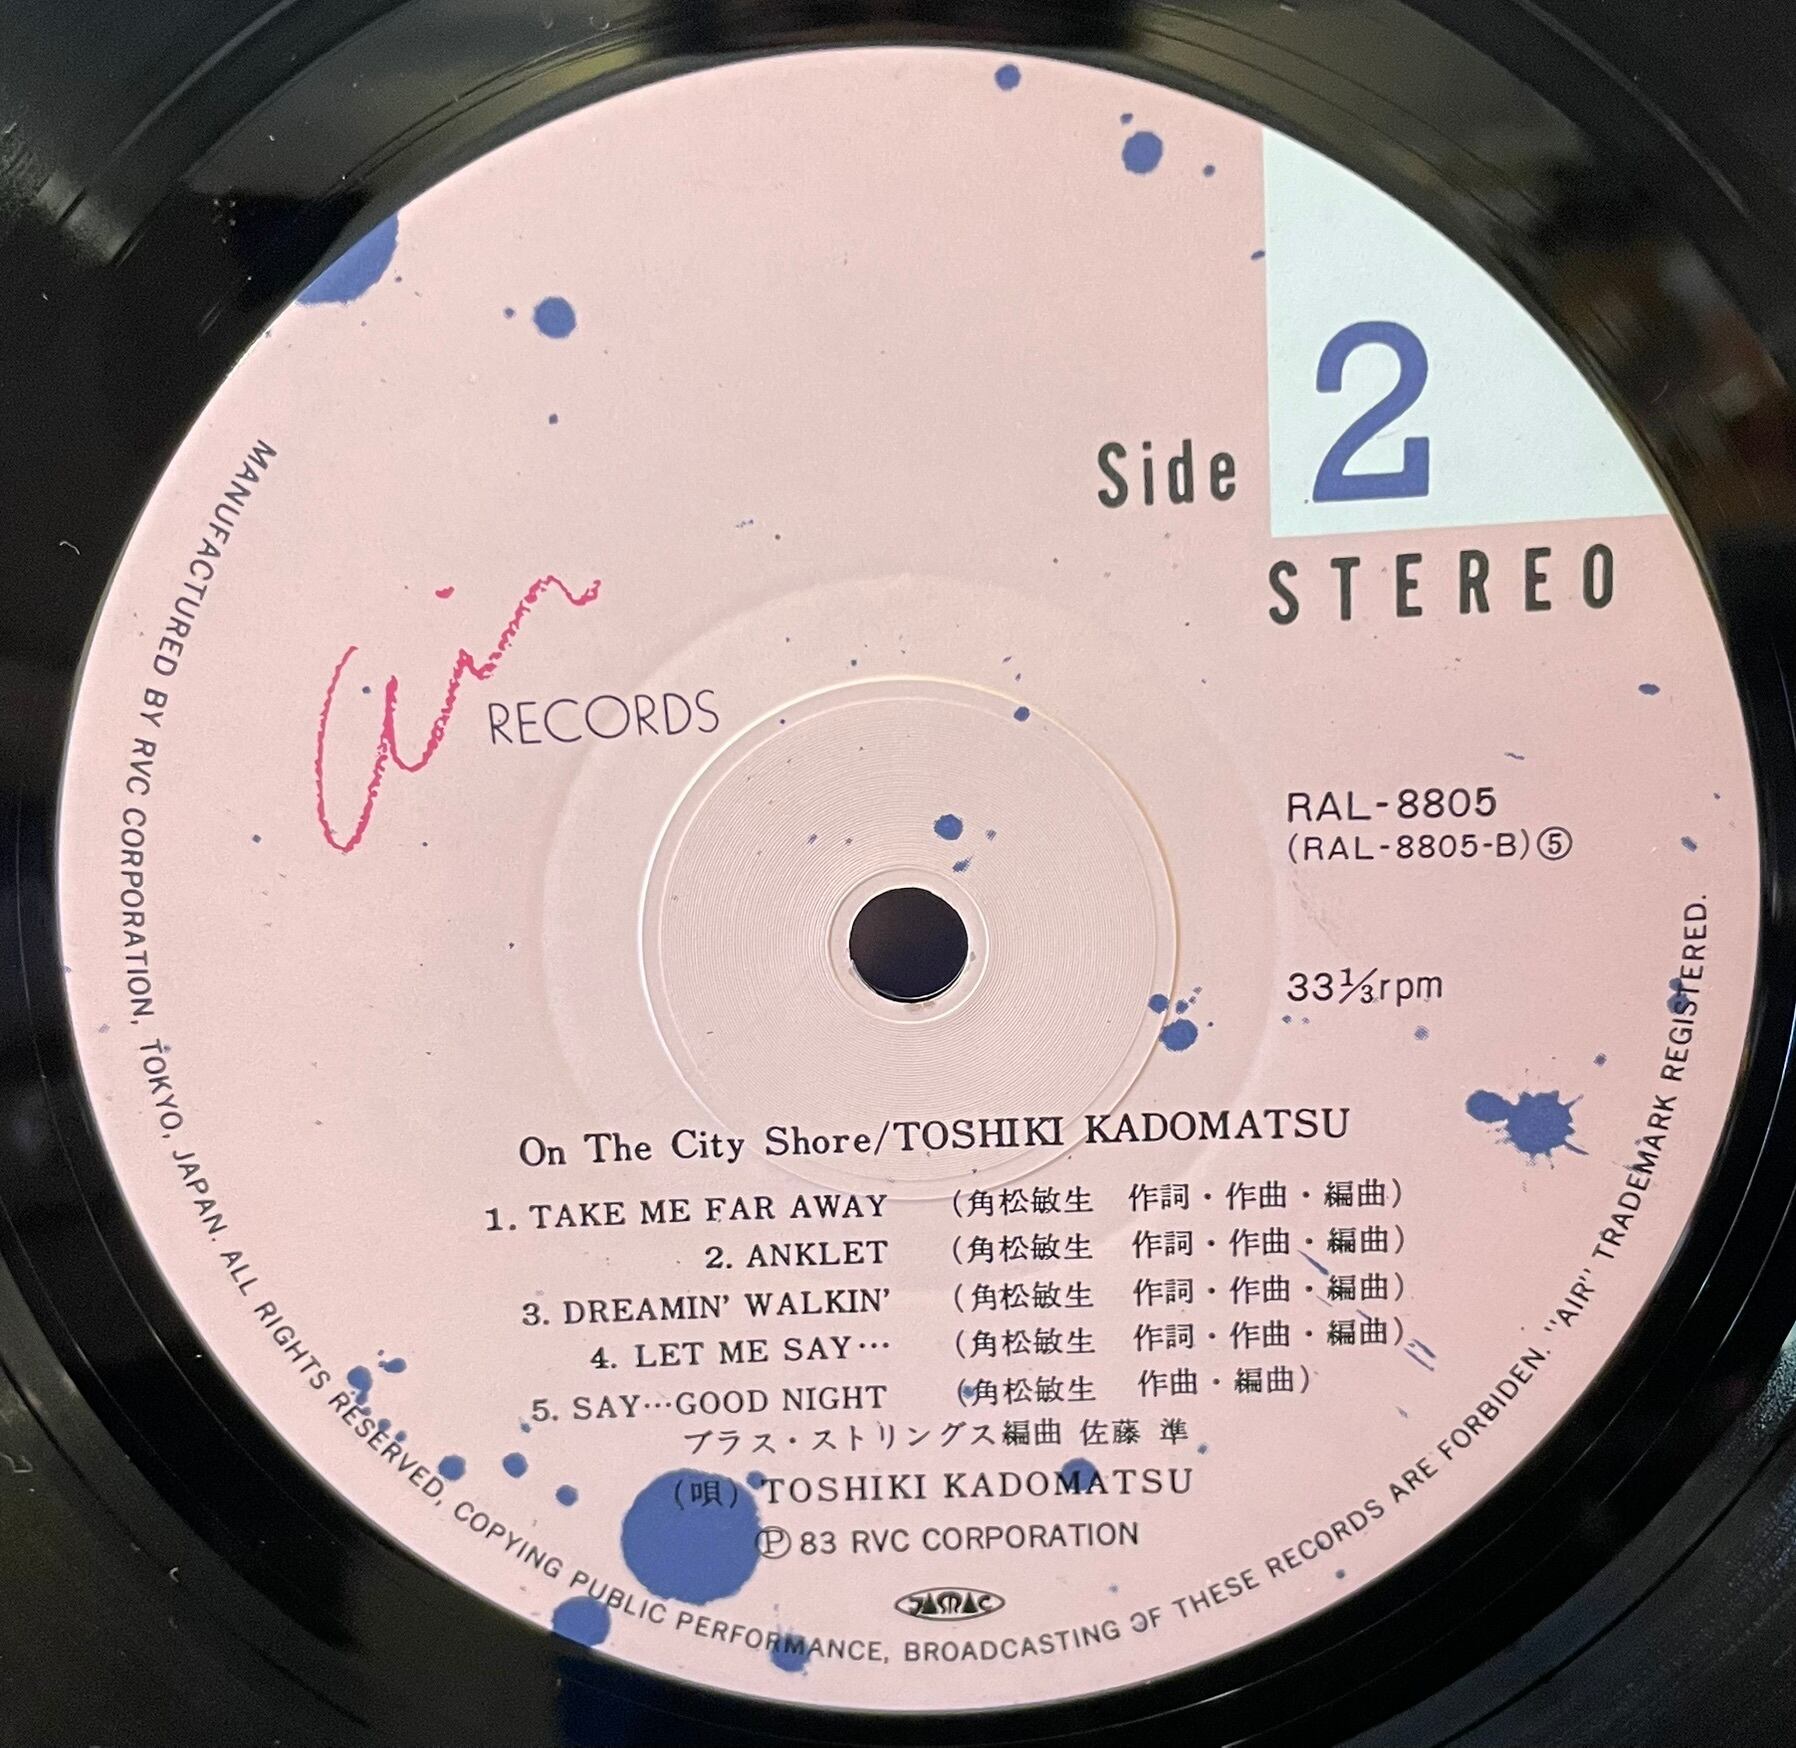 Side 2
STEREO
air RECORDS
RAL-8805
(RAL-8805-B)⑤
33⅓rpm
On The City Shore/TOSHIKI KADOMATSU
1. TAKE ME FAR AWAY (角松敏生 作詞・作曲・編曲)
2. ANKLET (角松敏生 作詞・作曲・編曲)
3. DREAMIN' WALKIN' (角松敏生 作詞・作曲・編曲)
4. LET ME SAY… (角松敏生 作詞・作曲・編曲)
5. SAY…GOOD NIGHT (角松敏生 作曲・編曲)
ブラス・ストリングス編曲 佐藤 準
(唄) TOSHIKI KADOMATSU
Ⓟ83 RVC CORPORATION
JASRAC
MANUFACTURED BY RVC CORPORATION, TOKYO, JAPAN. ALL RIGHTS RESERVED, COPYING PUBLIC PERFORMANCE, BROADCASTING OF THESE RECORDS ARE FORBIDEN. "AIR" TRADEMARK REGISTERED.